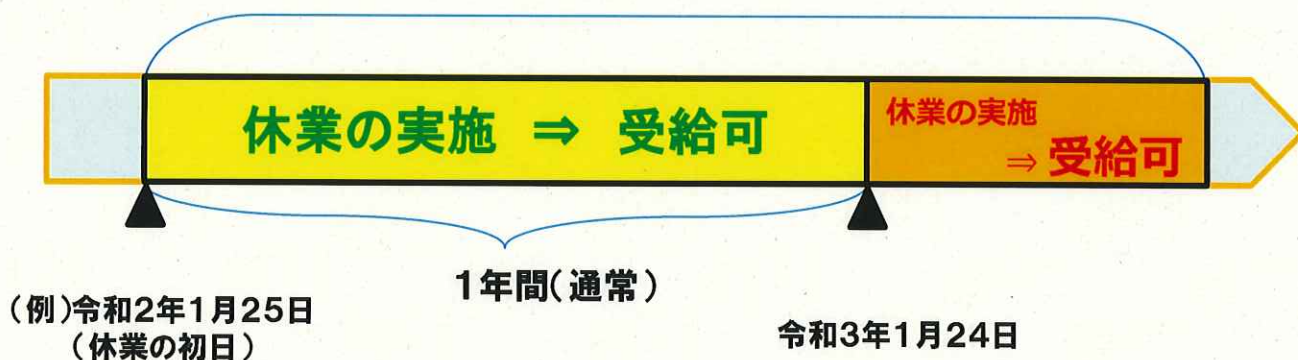 休業の実施 ⇒ 受給可
休業の実施
⇒ 受給可
1年間(通常)
(例)令和2年1月25日
(休業の初日)
令和3年1月24日